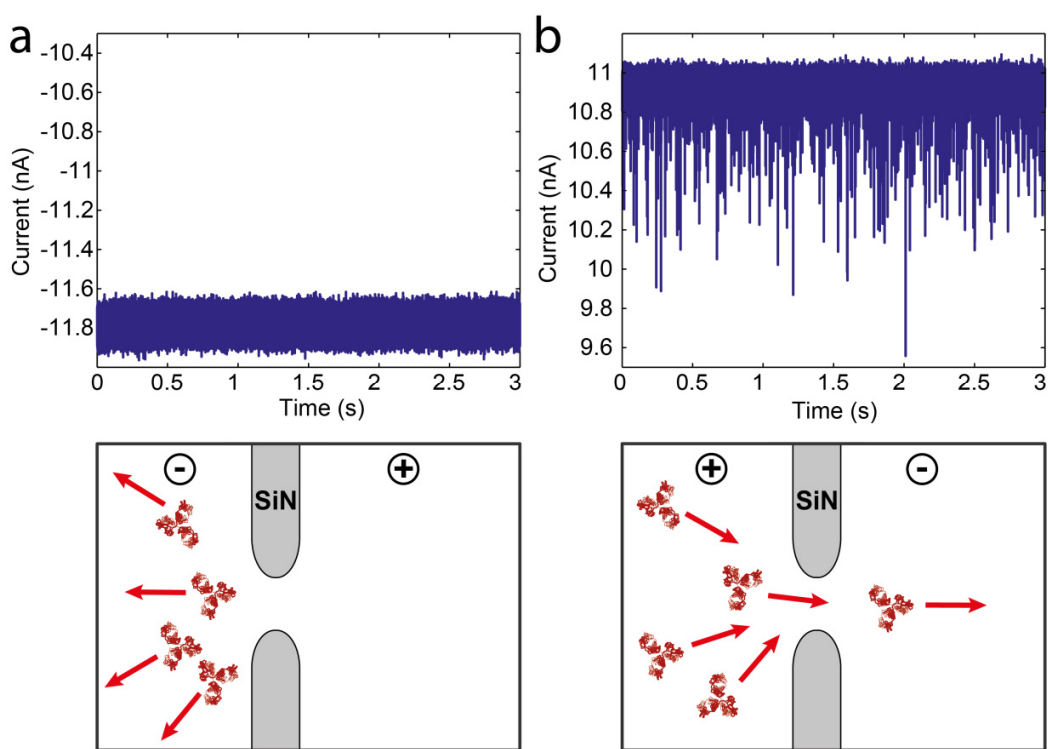 a
-10.4
-10.6
-10.8
-11
-11.2
-11.4
-11.6
-11.8
Current (nA)
0 0.5 1 1.5 2 2.5 3
Time (s)
b
11
10.8
10.6
10.4
10.2
10
9.8
9.6
Current (nA)
0 0.5 1 1.5 2 2.5 3
Time (s)
- SiN +
+ SiN -